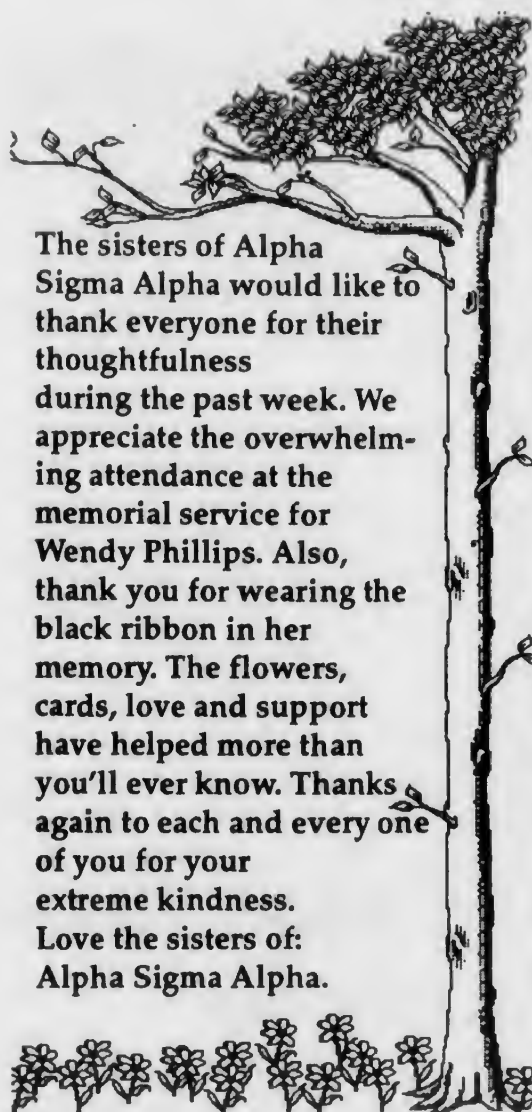 The sisters of Alpha
Sigma Alpha would like to
thank everyone for their
thoughtfulness
during the past week. We
appreciate the overwhelm-
ing attendance at the
memorial service for
Wendy Phillips. Also,
thank you for wearing the
black ribbon in her
memory. The flowers,
cards, love and support
have helped more than
you'll ever know. Thanks
again to each and every one
of you for your
extreme kindness.
Love the sisters of:
Alpha Sigma Alpha.